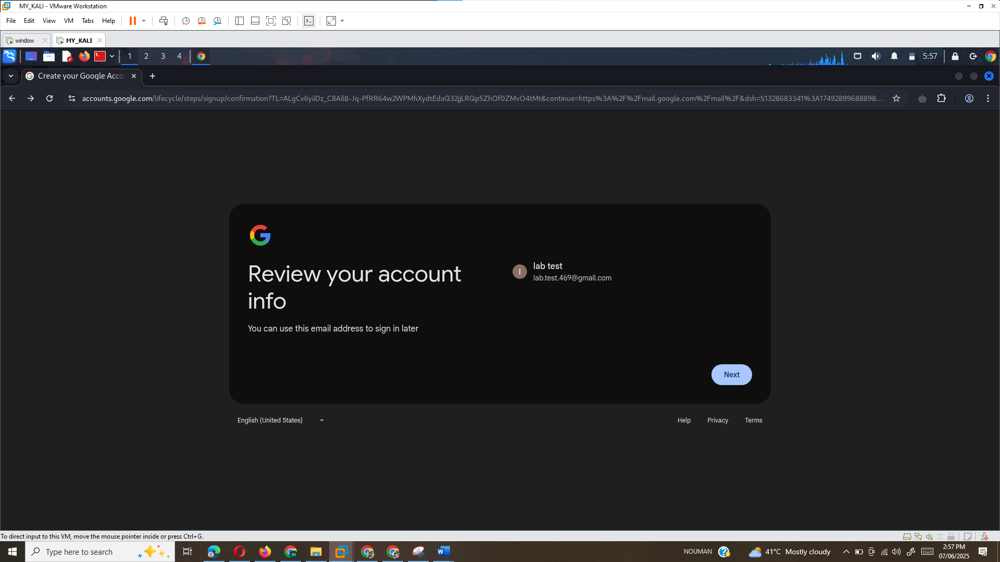 MY_KALI - VMware Workstation
File Edit View VM Tabs Help
window MY_KALI
1 2 3 4 5:57
Create your Google Acco
accounts.google.com/lifecycle/steps/signup/confirmation?TL=ALgCv6yiiDz_C8Ail8-Jq-PfRR64w2WPMhXydtEdaQ32jjLRQp5ZhOf0ZMvO4tMt&continue=https%3A%2F%2Fmail.google.com%2Fmail%2F&dsh=S1328683341%3A17492899688898...
Review your account
info
You can use this email address to sign in later
l
lab test
lab.test.469@gmail.com
Next
English (United States)
Help Privacy Terms
To direct input to this VM, move the mouse pointer inside or press Ctrl+G.
Type here to search
NOUMAN
41°C Mostly cloudy
2:57 PM
07/06/2025